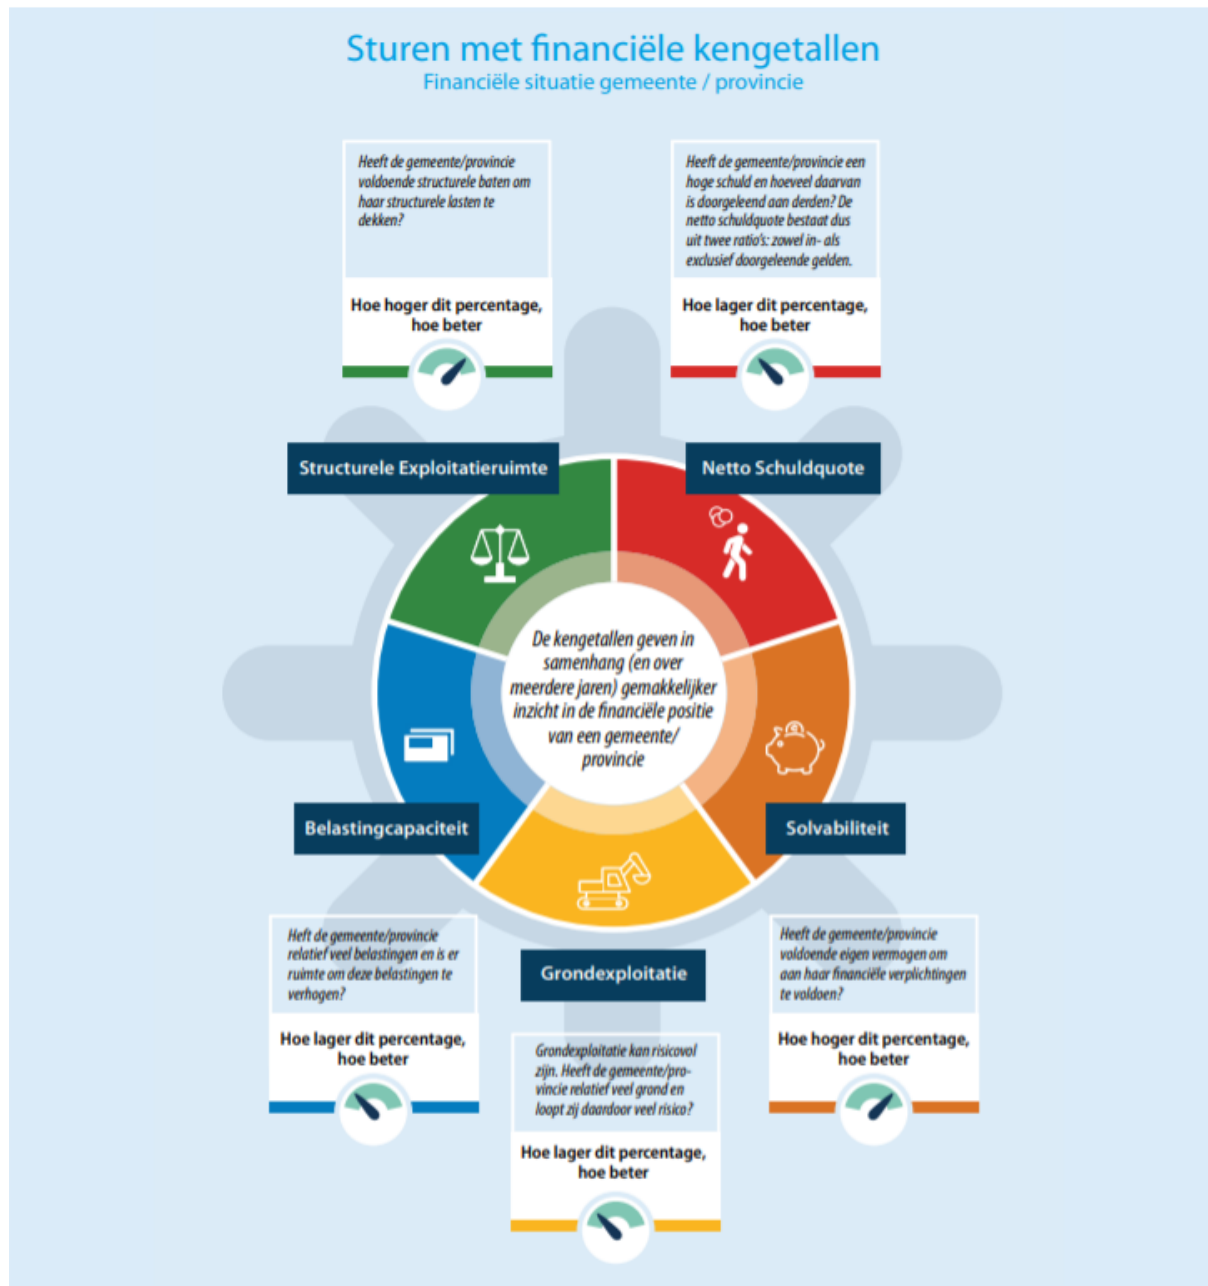 Sturen met financiële kengetallen
Financiële situatie gemeente / provincie
Heeft de gemeente/provincie
voldoende structurele baten om
haar structurele lasten te
dekken?
Hoe hoger dit percentage,
hoe beter
Heeft de gemeente/provincie een
hoge schuld en hoeveel daarvan
is doorgeleend aan derden? De
netto schuldquote bestaat dus
uit twee ratio's: zowel in- als
exclusief doorgeleende gelden.
Hoe lager dit percentage,
hoe beter
Structurele Exploitatieruimte
Netto Schuldquote
De kengetallen geven in
samenhang (en over
meerdere jaren) gemakkelijker
inzicht in de financiële positie
van een gemeente/
provincie
Belastingcapaciteit
Solvabiliteit
Grondexploitatie
Heft de gemeente/provincie
relatief veel belastingen en is er
ruimte om deze belastingen te
verhogen?
Hoe lager dit percentage,
hoe beter
Grondexploitatie kan risicovol
zijn. Heeft de gemeente/pro-
vincie relatief veel grond en
loopt zij daardoor veel risico?
Hoe lager dit percentage,
hoe beter
Heeft de gemeente/provincie
voldoende eigen vermogen om
aan haar financiële verplichtingen
te voldoen?
Hoe hoger dit percentage,
hoe beter